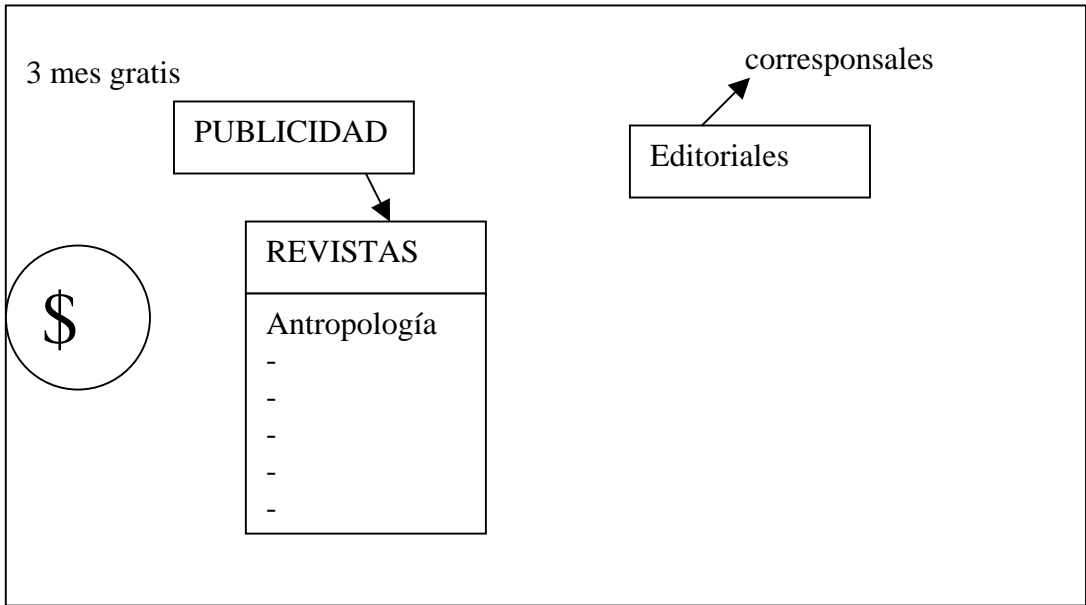 3 mes gratis
corresponsales
PUBLICIDAD
Editoriales
REVISTAS
$
Antropología
-
-
-
-
-